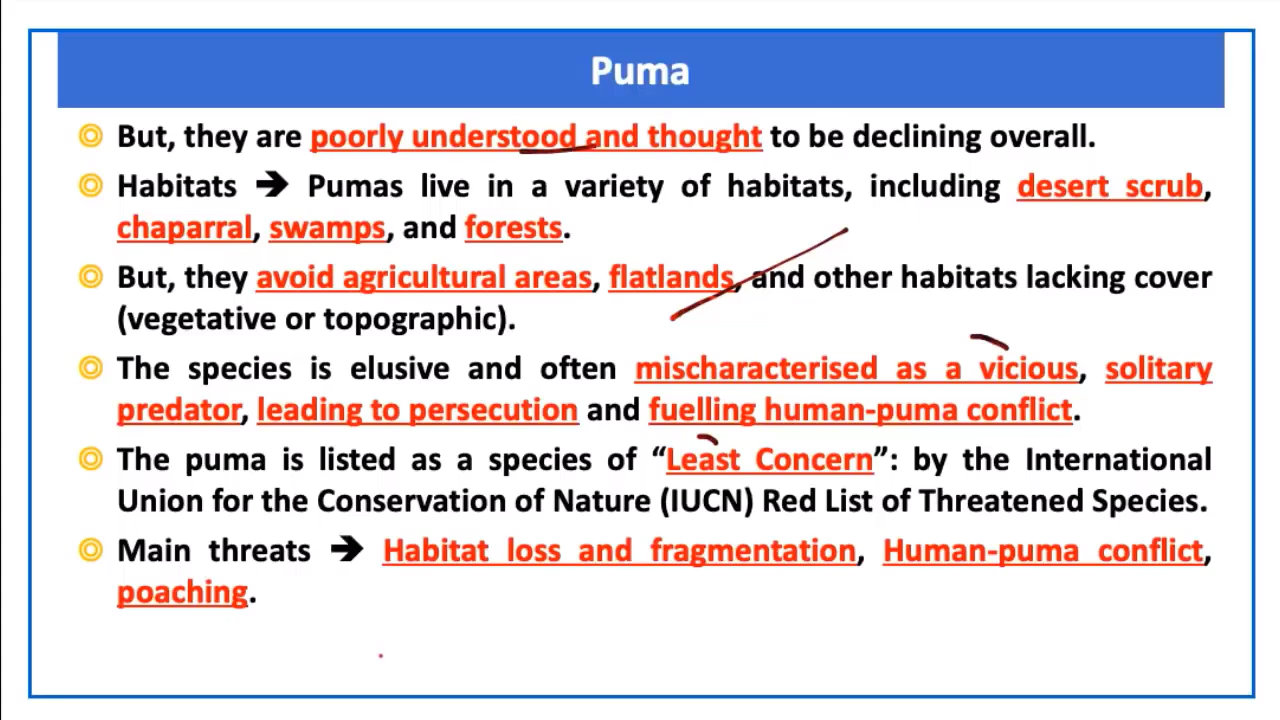 Puma
But, they are poorly understood and thought to be declining overall.
Habitats ➔ Pumas live in a variety of habitats, including desert scrub,
chaparral, swamps, and forests.
But, they avoid agricultural areas, flatlands, and other habitats lacking cover
(vegetative or topographic).
The species is elusive and often mischaracterised as a vicious, solitary
predator, leading to persecution and fuelling human-puma conflict.
The puma is listed as a species of “Least Concern”: by the International
Union for the Conservation of Nature (IUCN) Red List of Threatened Species.
Main threats ➔ Habitat loss and fragmentation, Human-puma conflict,
poaching.